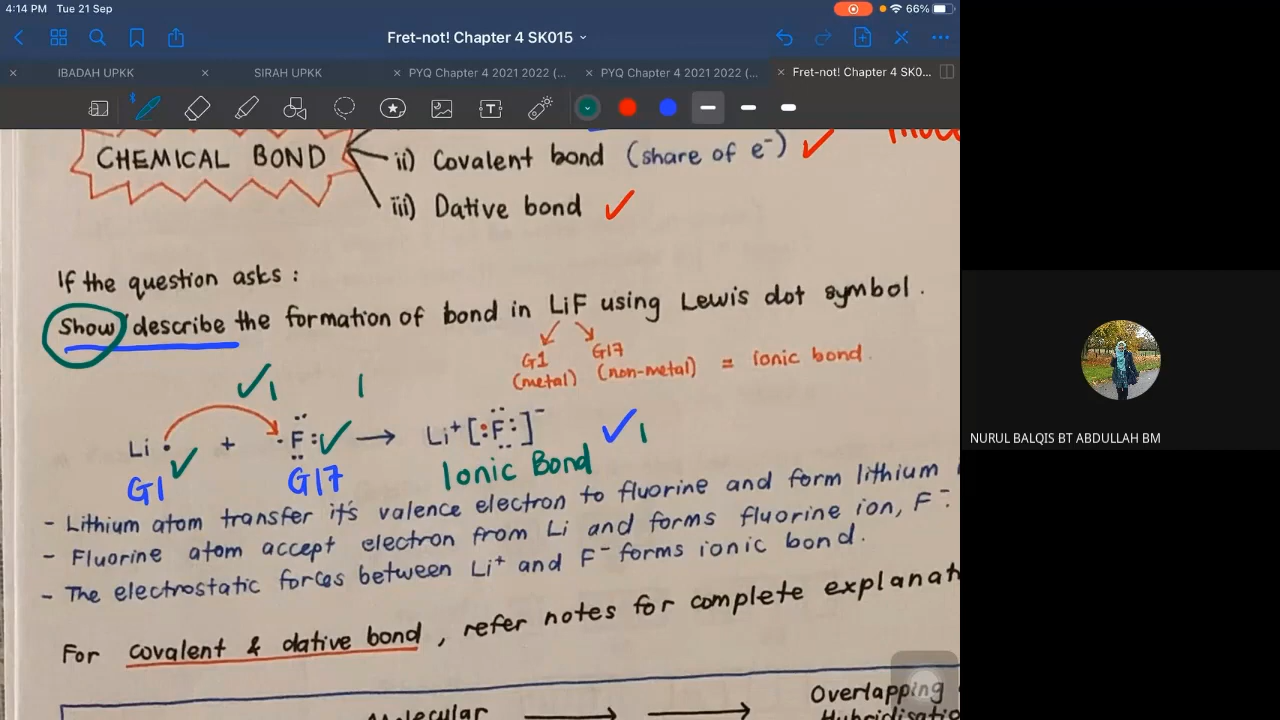 4:14 PM Tue 21 Sep
66%
Fret-not! Chapter 4 SK015
IBADAH UPKK
SIRAH UPKK
PYQ Chapter 4 2021 2022 (...
PYQ Chapter 4 2021 2022 (...
Fret-not! Chapter 4 SK0...
CHEMICAL BOND
ii) Covalent bond (share of e⁻) ✓
iii) Dative bond ✓
If the question asks :
Show/describe the formation of bond in LiF using Lewis dot symbol.
G1 (metal)
G17 (non-metal) = ionic bond.
✓1 1
Li• + •F: → Li⁺[:F:]⁻ ✓1
G1 G17 Ionic Bond
- Lithium atom transfer it's valence electron to fluorine and form lithium
- Fluorine atom accept electron from Li and forms fluorine ion, F⁻.
- The electrostatic forces between Li⁺ and F⁻ forms ionic bond.
For covalent & dative bond, refer notes for complete explanat
Molecular → → Overlapping
Hybridisation
NURUL BALQIS BT ABDULLAH BM